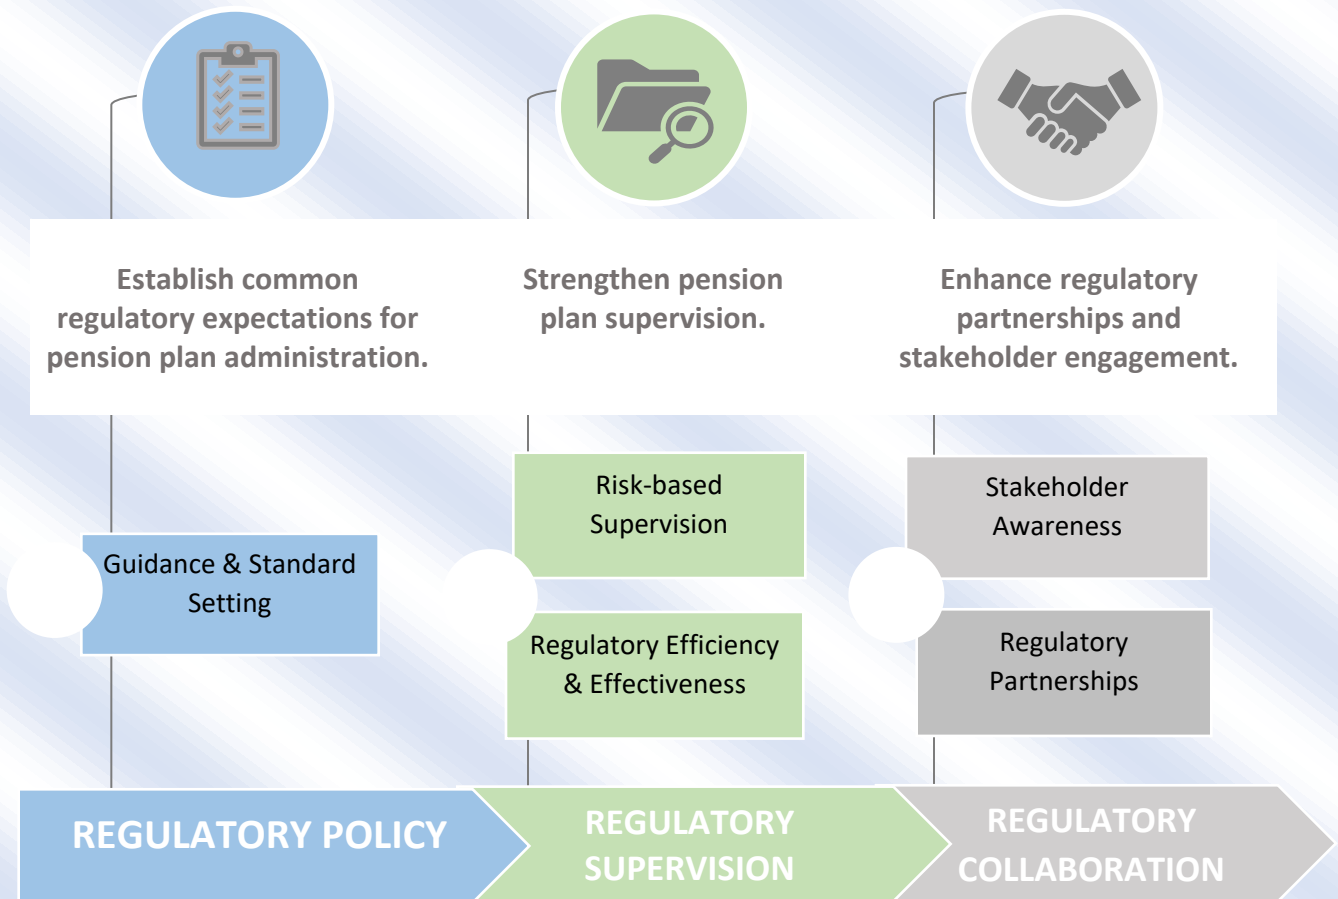 Establish common
regulatory expectations for
pension plan administration.
Strengthen pension
plan supervision.
Enhance regulatory
partnerships and
stakeholder engagement.
Guidance & Standard
Setting
Risk-based
Supervision
Regulatory Efficiency
& Effectiveness
Stakeholder
Awareness
Regulatory
Partnerships
REGULATORY POLICY
REGULATORY
SUPERVISION
REGULATORY
COLLABORATION